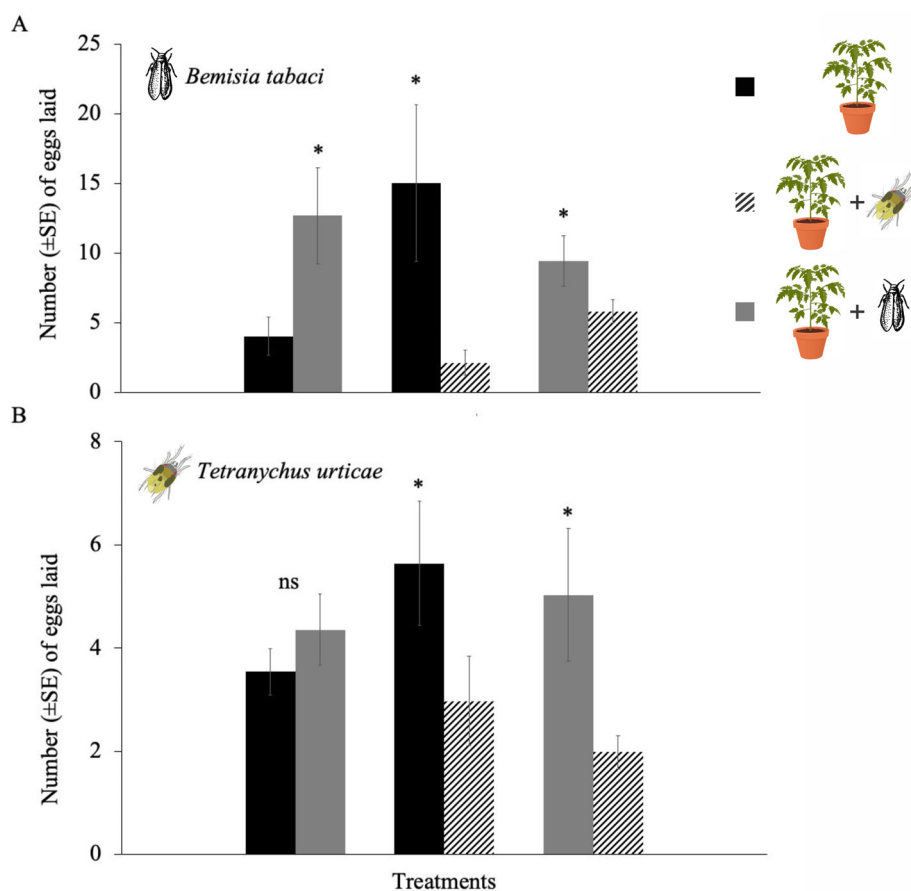 A
Number (±SE) of eggs laid
25
20
15
10
5
0
Bemisia tabaci
*
*
*
+
+
B
Number (±SE) of eggs laid
8
6
4
2
0
Tetranychus urticae
ns
*
*
Treatments